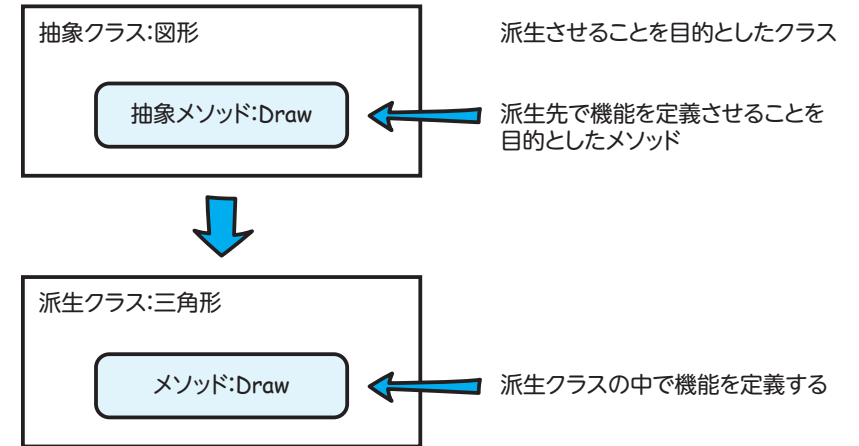 抽象クラス:図形
派生させることを目的としたクラス
抽象メソッド:Draw
派生先で機能を定義させることを
目的としたメソッド
派生クラス:三角形
メソッド:Draw
派生クラスの中で機能を定義する